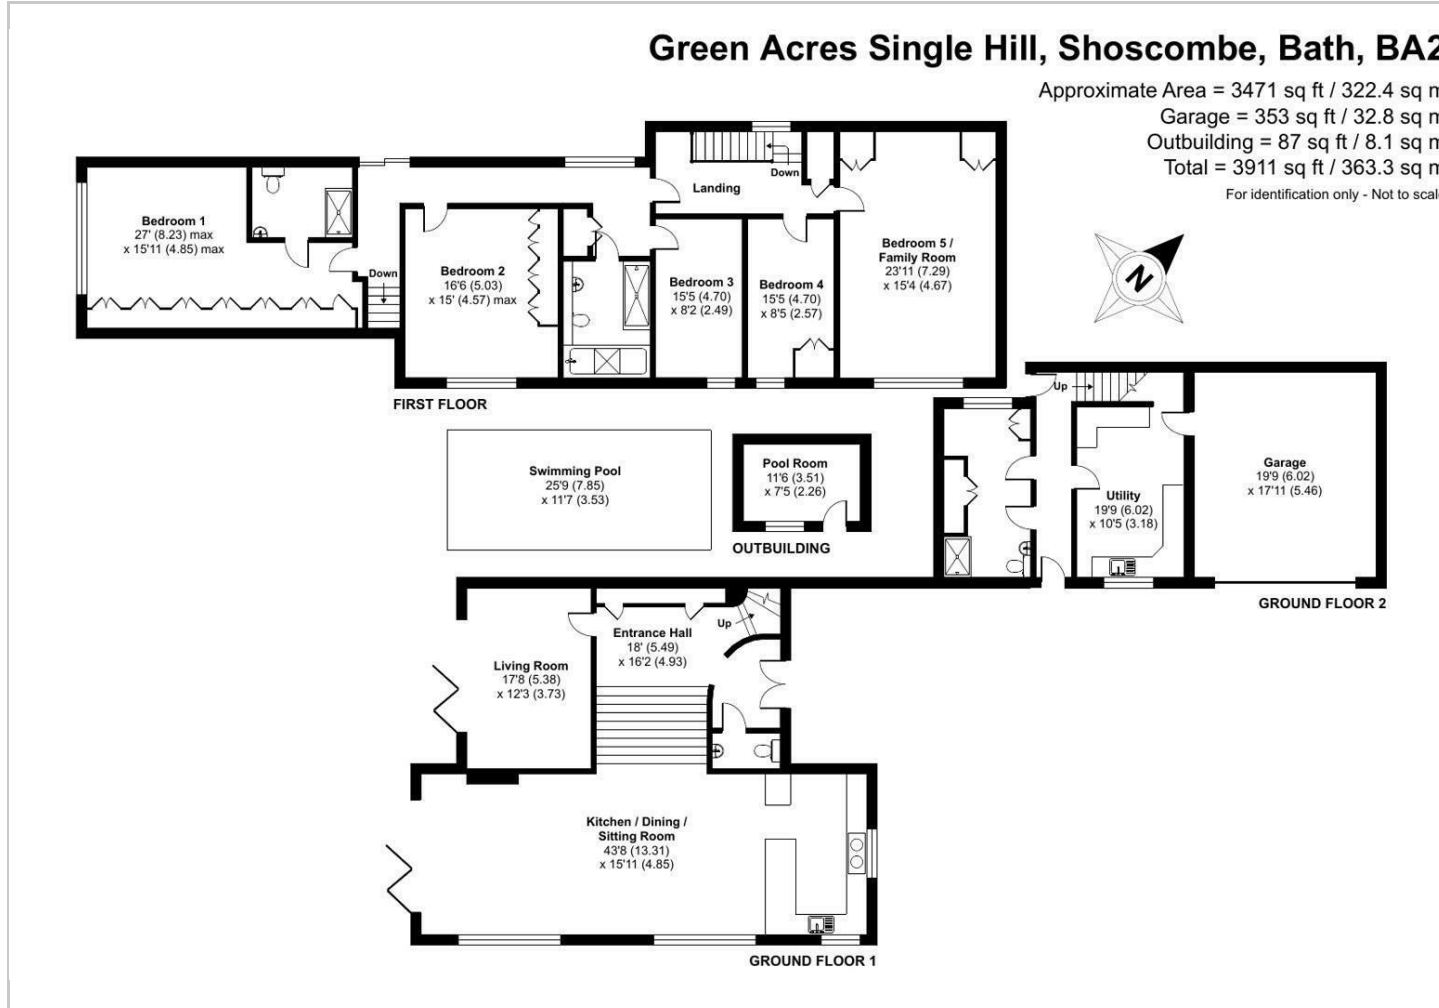 Green Acres Single Hill, Shoscombe, Bath, BA2
Approximate Area = 3471 sq ft / 322.4 sq m
Garage = 353 sq ft / 32.8 sq m
Outbuilding = 87 sq ft / 8.1 sq m
Total = 3911 sq ft / 363.3 sq m
For identification only - Not to scale
N
Bedroom 1
27' (8.23) max
x 15'11 (4.85) max
Down
Bedroom 2
16'6 (5.03)
x 15' (4.57) max
Landing
Down
Bedroom 3
15'5 (4.70)
x 8'2 (2.49)
Bedroom 4
15'5 (4.70)
x 8'5 (2.57)
Bedroom 5 /
Family Room
23'11 (7.29)
x 15'4 (4.67)
FIRST FLOOR
Swimming Pool
25'9 (7.85)
x 11'7 (3.53)
Pool Room
11'6 (3.51)
x 7'5 (2.26)
OUTBUILDING
Up
Utility
19'9 (6.02)
x 10'5 (3.18)
Garage
19'9 (6.02)
x 17'11 (5.46)
GROUND FLOOR 2
Entrance Hall
18' (5.49)
x 16'2 (4.93)
Up
Living Room
17'8 (5.38)
x 12'3 (3.73)
Kitchen / Dining /
Sitting Room
43'8 (13.31)
x 15'11 (4.85)
GROUND FLOOR 1